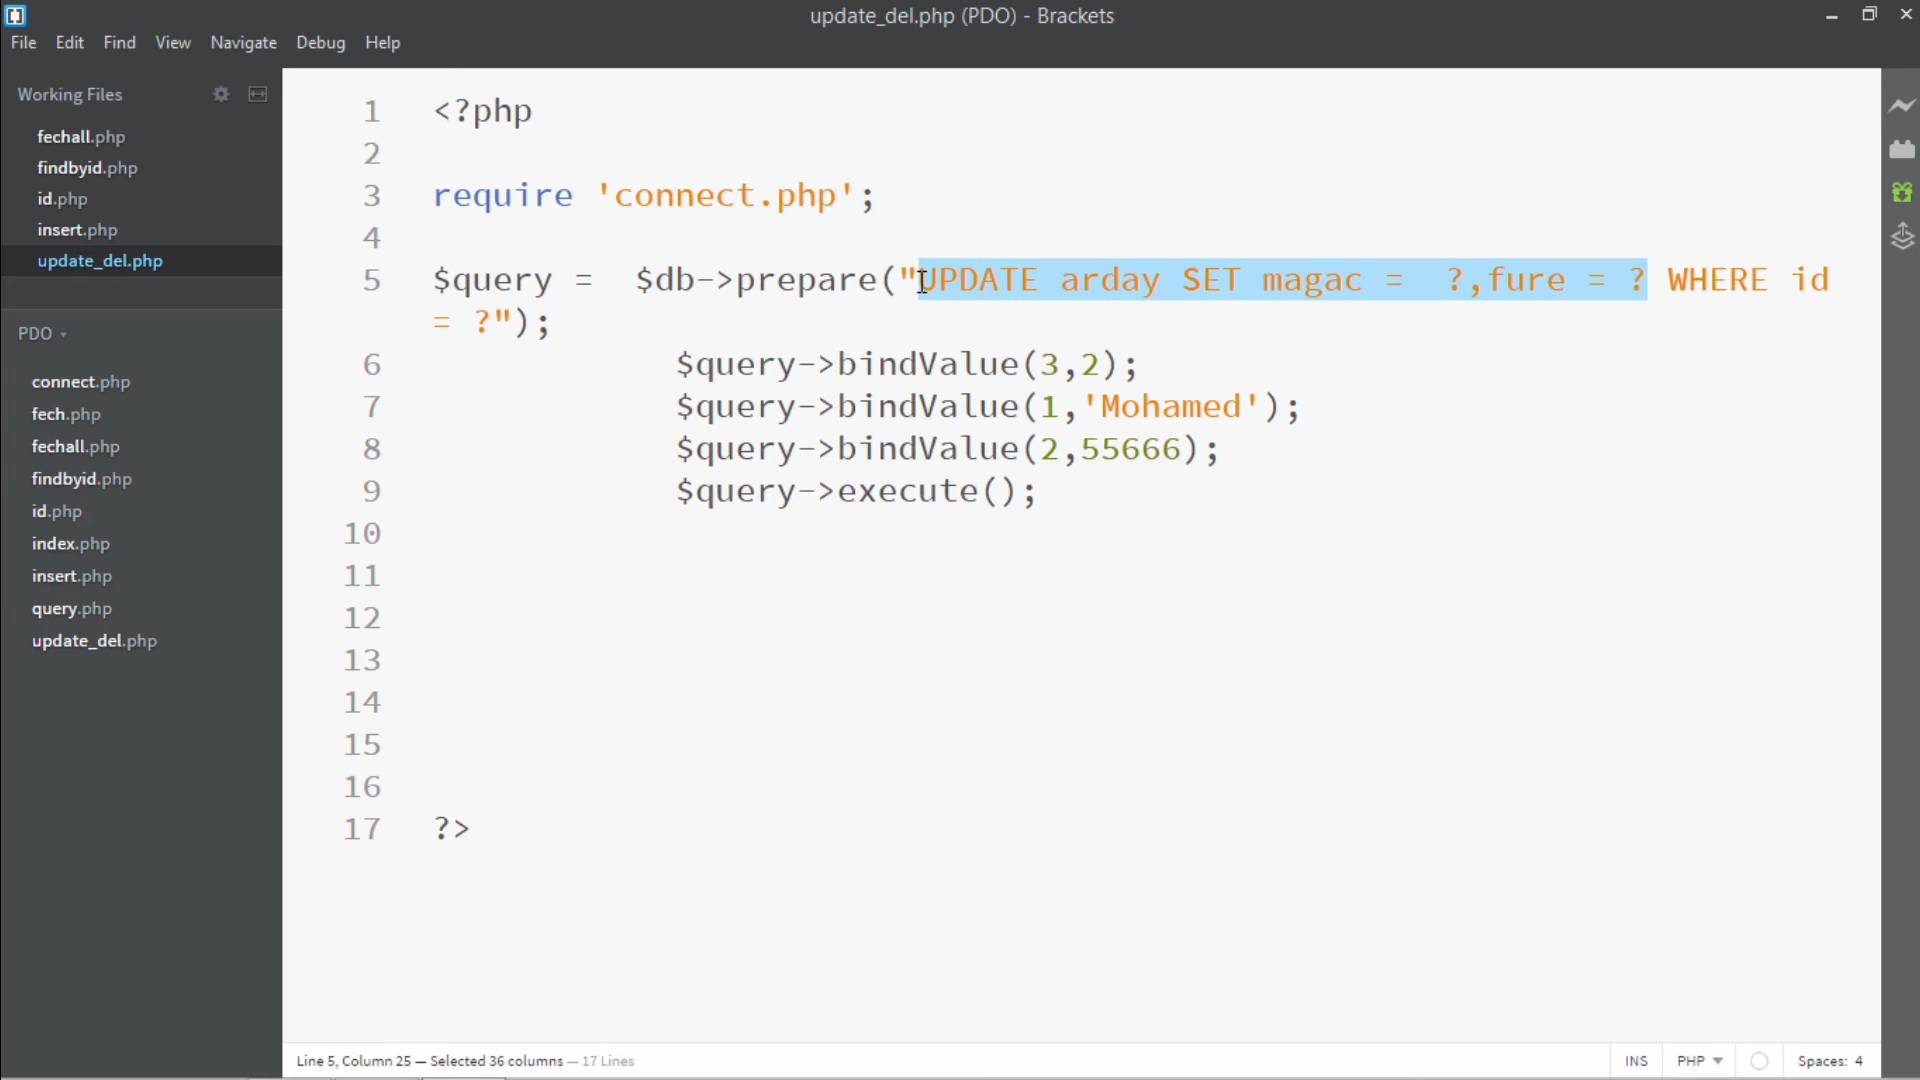 update_del.php (PDO) - Brackets
File Edit Find View Navigate Debug Help
Working Files
fechall.php
findbyid.php
id.php
insert.php
update_del.php
PDO
connect.php
fech.php
fechall.php
findbyid.php
id.php
index.php
insert.php
query.php
update_del.php
1 <?php
2
3 require 'connect.php';
4
5 $query =  $db->prepare("UPDATE arday SET magac =  ?,fure = ? WHERE id
= ?");
6 $query->bindValue(3,2);
7 $query->bindValue(1,'Mohamed');
8 $query->bindValue(2,55666);
9 $query->execute();
10
11
12
13
14
15
16
17 ?>
Line 5, Column 25 — Selected 36 columns — 17 Lines
INS PHP Spaces: 4